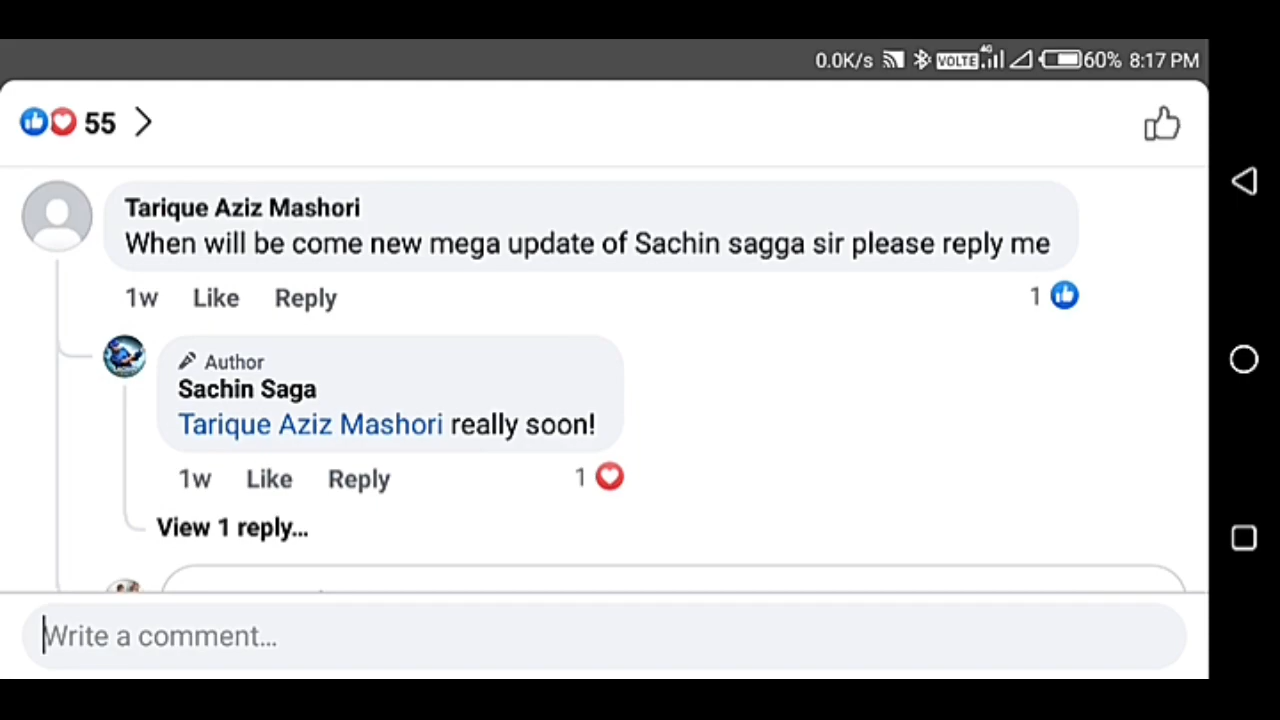 0.0K/s VOLTE 4G 60% 8:17 PM
55
Tarique Aziz Mashori
When will be come new mega update of Sachin sagga sir please reply me
1w Like Reply 1
Author
Sachin Saga
Tarique Aziz Mashori really soon!
1w Like Reply 1
View 1 reply...
Write a comment...